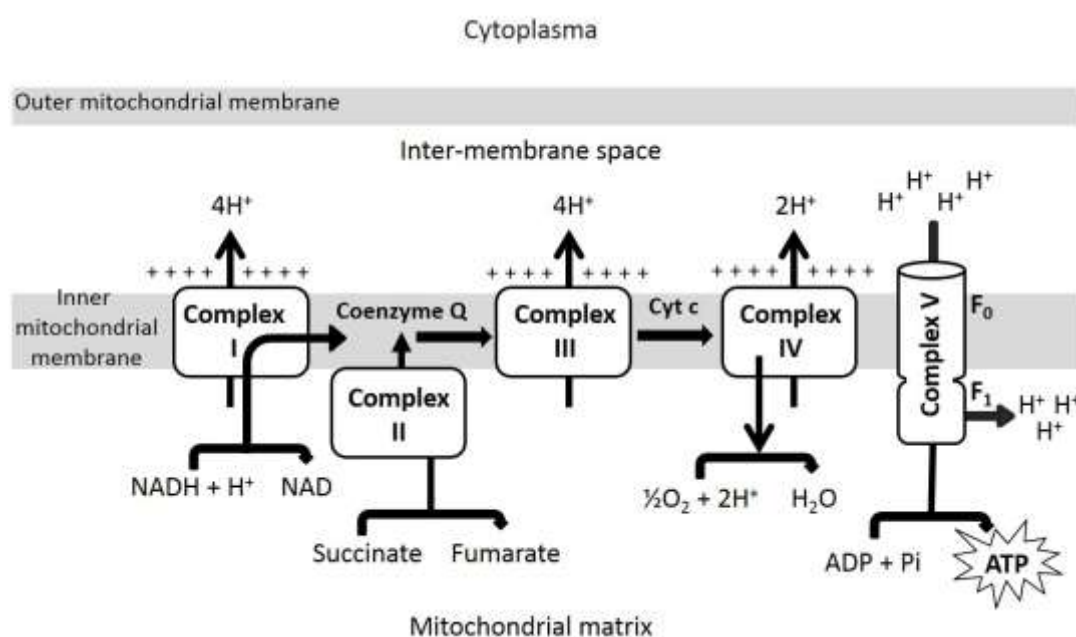 Cytoplasma
Outer mitochondrial membrane
Inter-membrane space
4H⁺
4H⁺
2H⁺
H⁺ H⁺ H⁺ H⁺
+ + + + + + + +
+ + + + + + + +
+ + + + + + + +
Inner
mitochondrial
membrane
Complex
I
Coenzyme Q
Complex
II
Complex
III
Cyt c
Complex
IV
Complex V
F₀
F₁
H⁺ H⁺
H⁺
NADH + H⁺ NAD
Succinate Fumarate
½O₂ + 2H⁺ H₂O
ADP + Pi ATP
Mitochondrial matrix